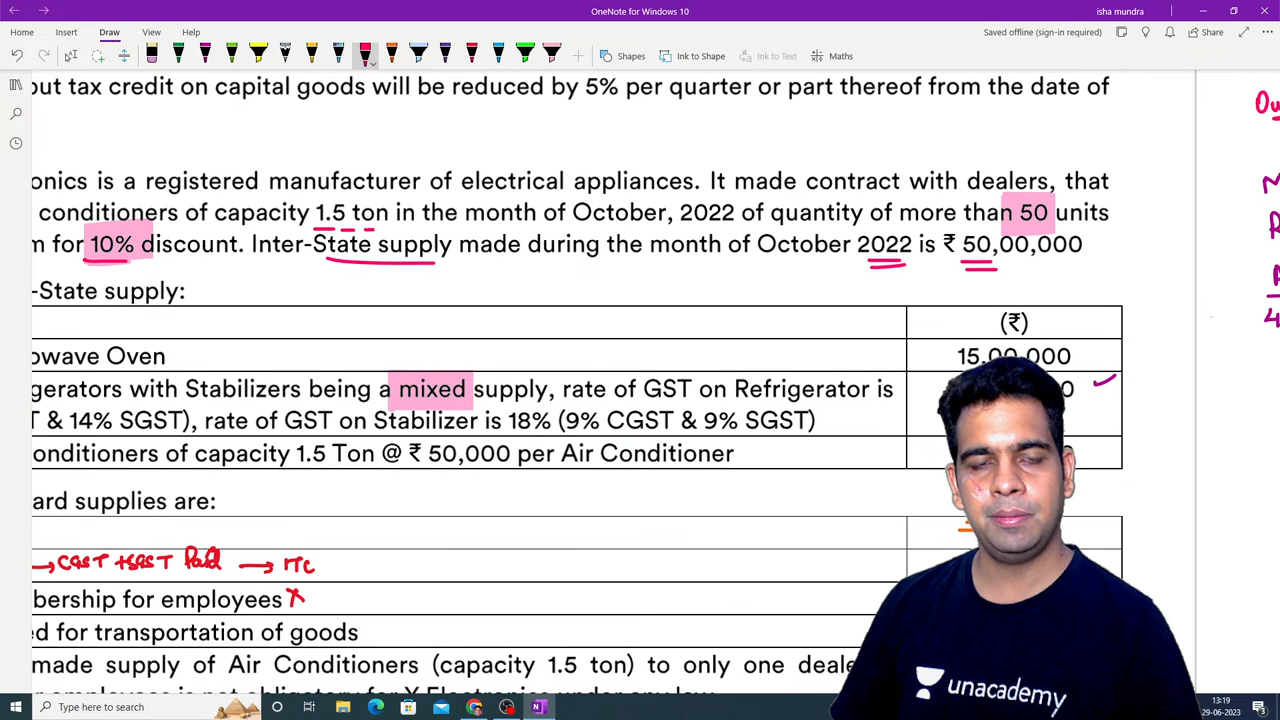 OneNote for Windows 10
isha mundra
Home Insert Draw View Help
Saved offline (sign-in required) Share
Shapes Ink to Shape Ink to Text Maths
out tax credit on capital goods will be reduced by 5% per quarter or part thereof from the date of
onics is a registered manufacturer of electrical appliances. It made contract with dealers, that
conditioners of capacity 1.5 ton in the month of October, 2022 of quantity of more than 50 units
m for 10% discount. Inter-State supply made during the month of October 2022 is ₹ 50,00,000
-State supply:
(₹)
owave Oven 15,00,000
igerators with Stabilizers being a mixed supply, rate of GST on Refrigerator is
T & 14% SGST), rate of GST on Stabilizer is 18% (9% CGST & 9% SGST)
onditioners of capacity 1.5 Ton @ ₹ 50,000 per Air Conditioner
ard supplies are:
→ CGST + SGST Paid → ITC
bership for employees x
ed for transportation of goods
made supply of Air Conditioners (capacity 1.5 ton) to only one deale
unacademy
Type here to search
13:19
29-06-2023